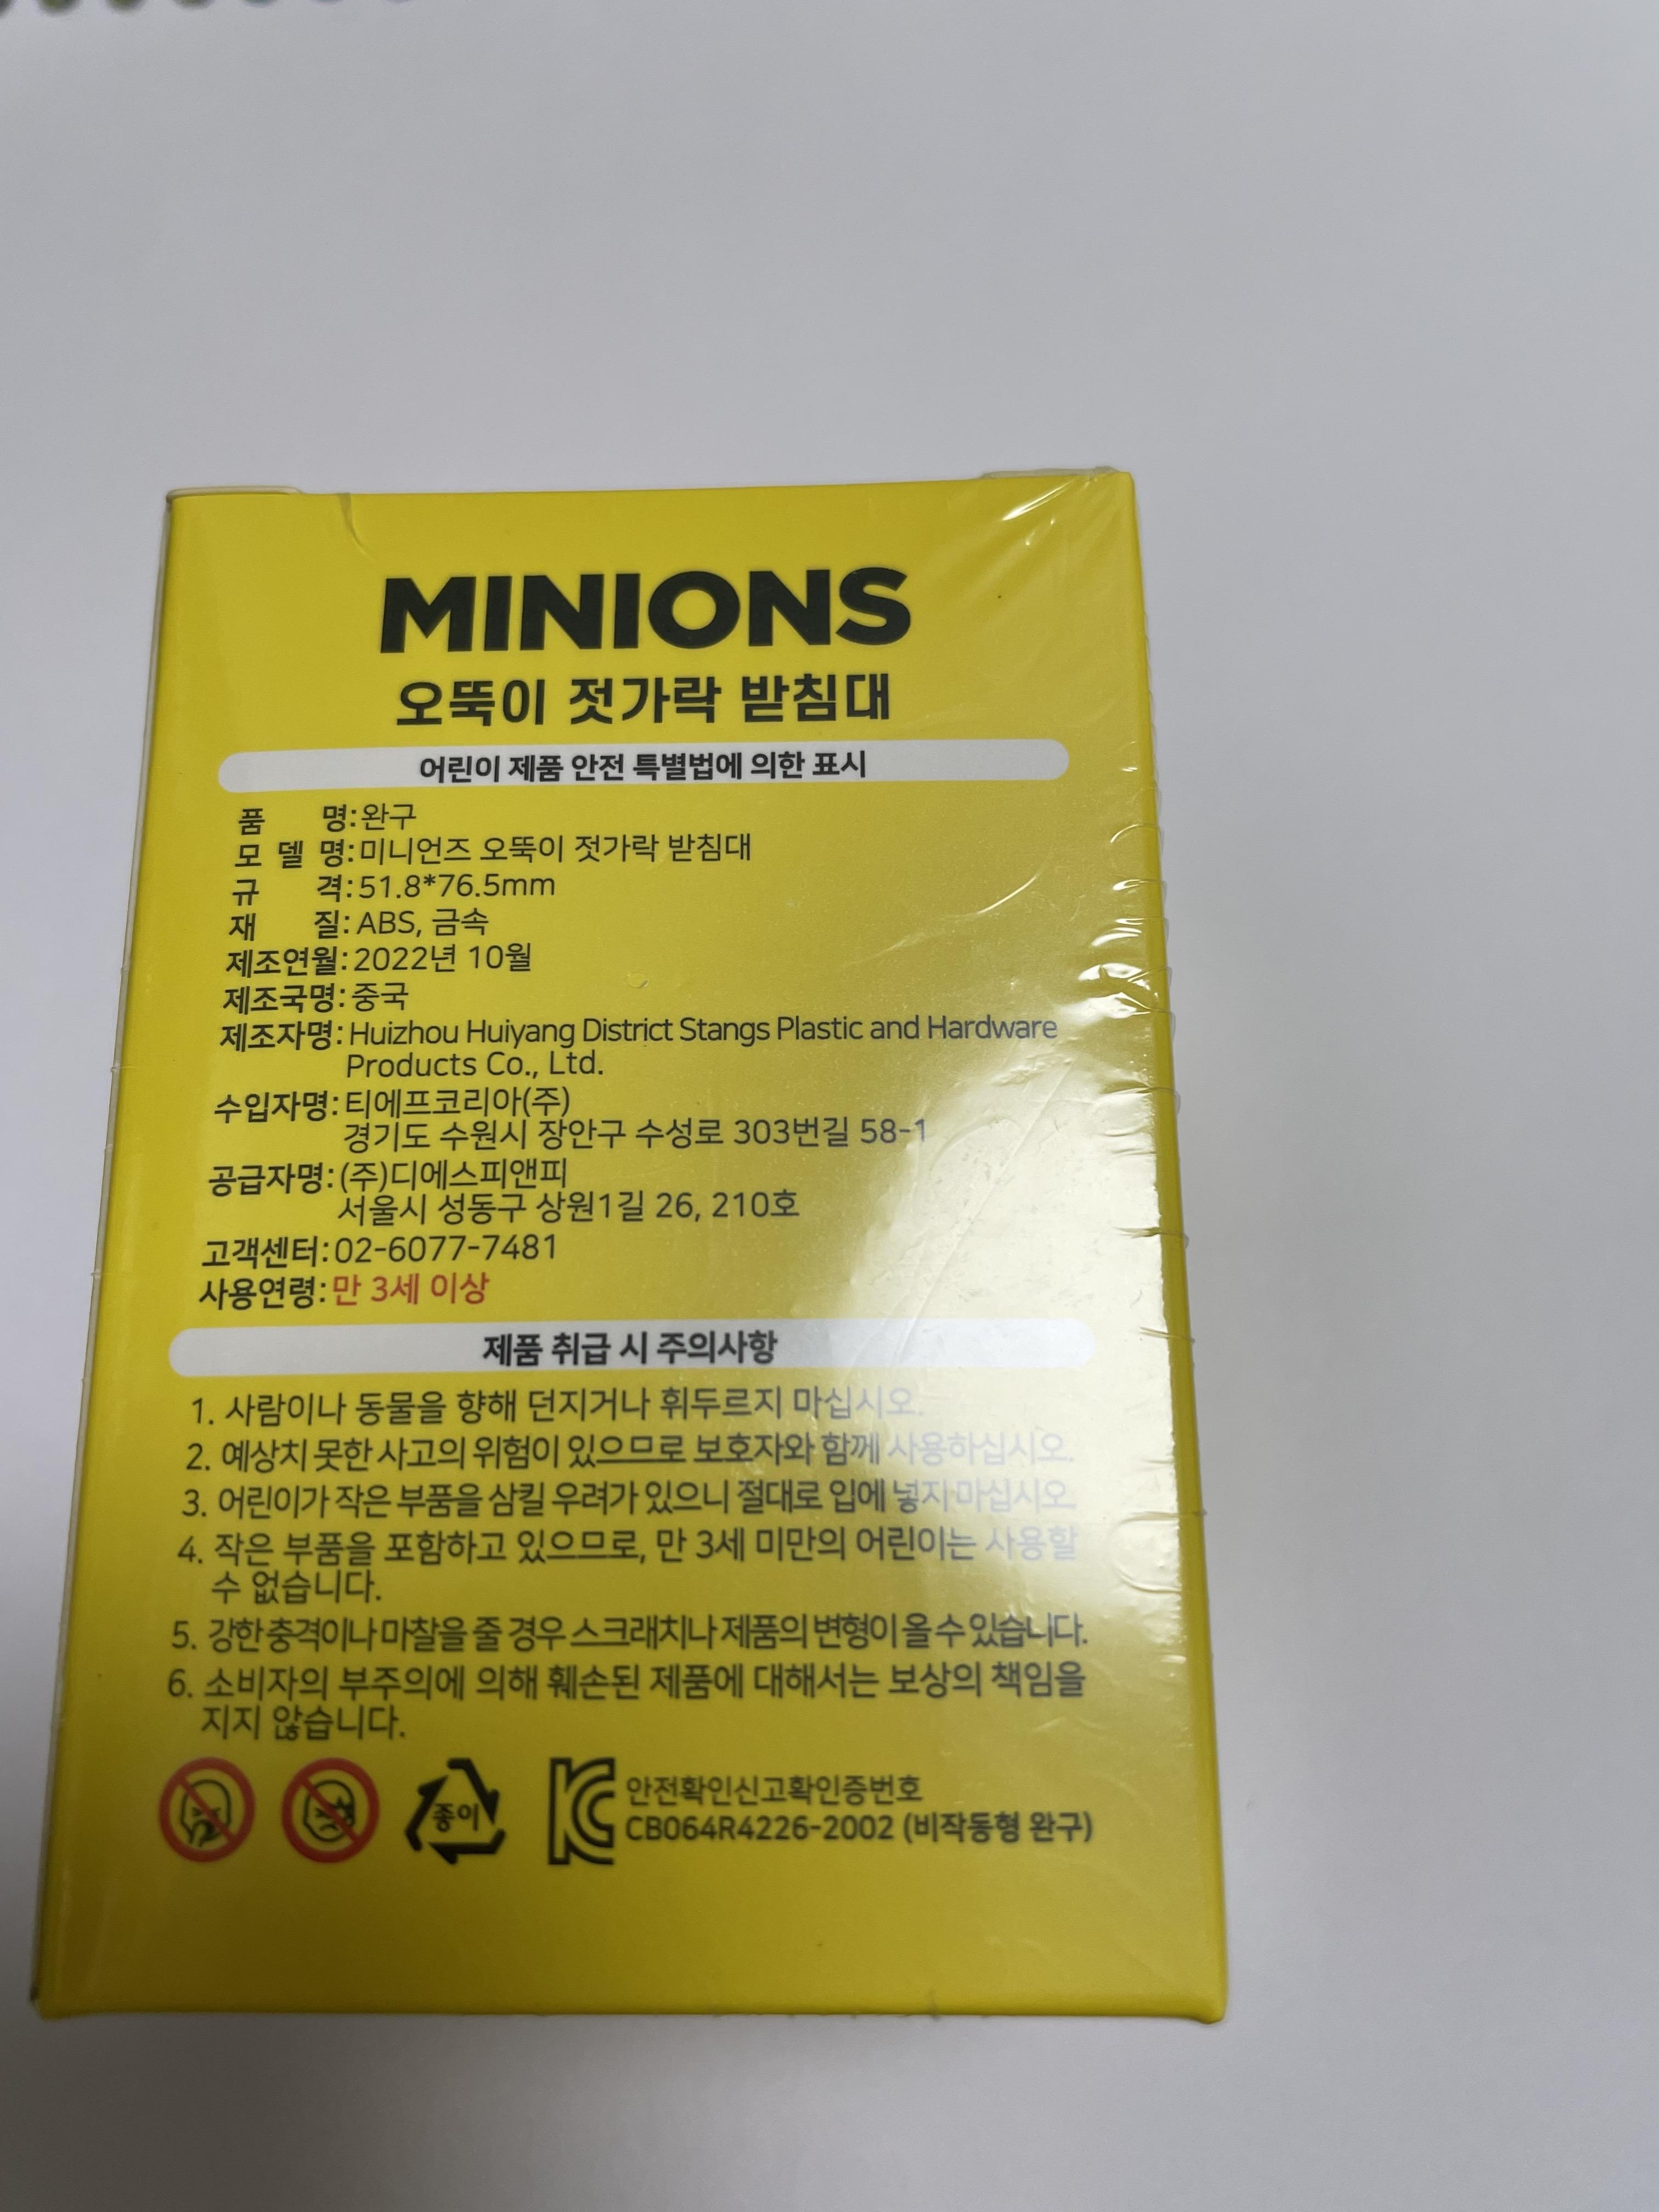 MINIONS
오뚝이 젓가락 받침대
어린이 제품 안전 특별법에 의한 표시
품 명:완구
모 델 명:미니언즈 오뚝이 젓가락 받침대
규 격:51.8*76.5mm
재 질:ABS, 금속
제조연월:2022년 10월
제조국명:중국
제조자명:Huizhou Huiyang District Stangs Plastic and Hardware
Products Co., Ltd.
수입자명:티에프코리아(주)
경기도 수원시 장안구 수성로 303번길 58-1
공급자명:(주)디에스피앤피
서울시 성동구 상원1길 26, 210호
고객센터:02-6077-7481
사용연령:만 3세 이상
제품 취급 시 주의사항
1. 사람이나 동물을 향해 던지거나 휘두르지 마십시오.
2. 예상치 못한 사고의 위험이 있으므로 보호자와 함께 사용하십시오.
3. 어린이가 작은 부품을 삼킬 우려가 있으니 절대로 입에 넣지 마십시오.
4. 작은 부품을 포함하고 있으므로, 만 3세 미만의 어린이는 사용할
수 없습니다.
5. 강한 충격이나 마찰을 줄 경우 스크래치나 제품의 변형이 올 수 있습니다.
6. 소비자의 부주의에 의해 훼손된 제품에 대해서는 보상의 책임을
지지 않습니다.
종이
KC
안전확인신고확인증번호
CB064R4226-2002 (비작동형 완구)